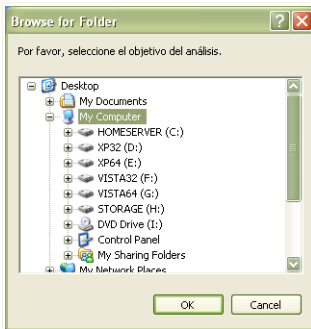 Browse for Folder
Por favor, seleccione el objetivo del análisis.
Desktop
My Documents
My Computer
HOMESERVER (C:)
XP32 (D:)
XP64 (E:)
VISTA32 (F:)
VISTA64 (G:)
STORAGE (H:)
DVD Drive (I:)
Control Panel
My Sharing Folders
My Network Places
OK Cancel